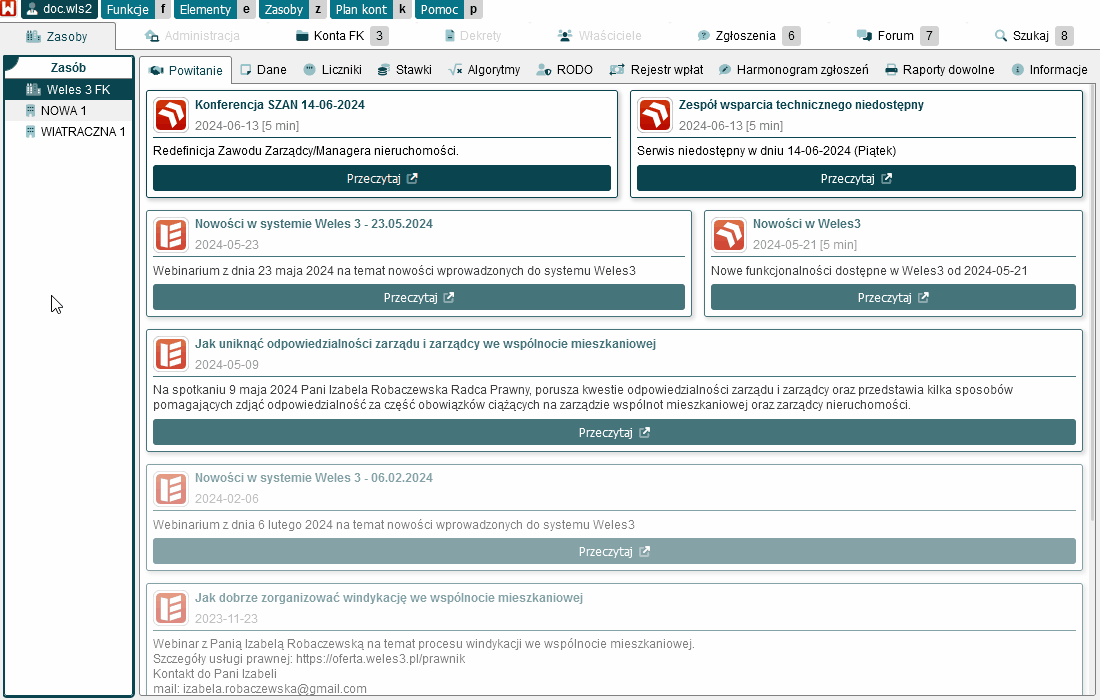 doc.wls2 Funkcje f Elementy e Zasoby z Plan kont k Pomoc p
Zasoby Administracja Konta FK 3 Dekrety Właściciele Zgłoszenia 6 Forum 7 Szukaj 8
Zasób
Weles 3 FK
NOWA 1
WIATRACZNA 1
Powitanie Dane Liczniki Stawki Algorytmy RODO Rejestr wpłat Harmonogram zgłoszeń Raporty dowolne Informacje
Konferencja SZAN 14-06-2024
2024-06-13 [5 min]
Redefinicja Zawodu Zarządcy/Managera nieruchomości.
Przeczytaj
Zespół wsparcia technicznego niedostępny
2024-06-13 [5 min]
Serwis niedostępny w dniu 14-06-2024 (Piątek)
Przeczytaj
Nowości w systemie Weles 3 - 23.05.2024
2024-05-23
Webinarium z dnia 23 maja 2024 na temat nowości wprowadzonych do systemu Weles3
Przeczytaj
Nowości w Weles3
2024-05-21 [5 min]
Nowe funkcjonalności dostępne w Weles3 od 2024-05-21
Przeczytaj
Jak uniknąć odpowiedzialności zarządu i zarządcy we wspólnocie mieszkaniowej
2024-05-09
Na spotkaniu 9 maja 2024 Pani Izabela Robaczewska Radca Prawny, porusza kwestie odpowiedzialności zarządu i zarządcy oraz przedstawia kilka sposobów
pomagających zdjąć odpowiedzialność za część obowiązków ciążących na zarządzie wspólnot mieszkaniowej oraz zarządcy nieruchomości.
Przeczytaj
Nowości w systemie Weles 3 - 06.02.2024
2024-02-06
Webinarium z dnia 6 lutego 2024 na temat nowości wprowadzonych do systemu Weles3
Przeczytaj
Jak dobrze zorganizować windykację we wspólnocie mieszkaniowej
2023-11-23
Webinar z Panią Izabelą Robaczewską na temat procesu windykacji we wspólnocie mieszkaniowej.
Szczegóły usługi prawnej: https://oferta.weles3.pl/prawnik
Kontakt do Pani Izabeli
mail: izabela.robaczewska@gmail.com